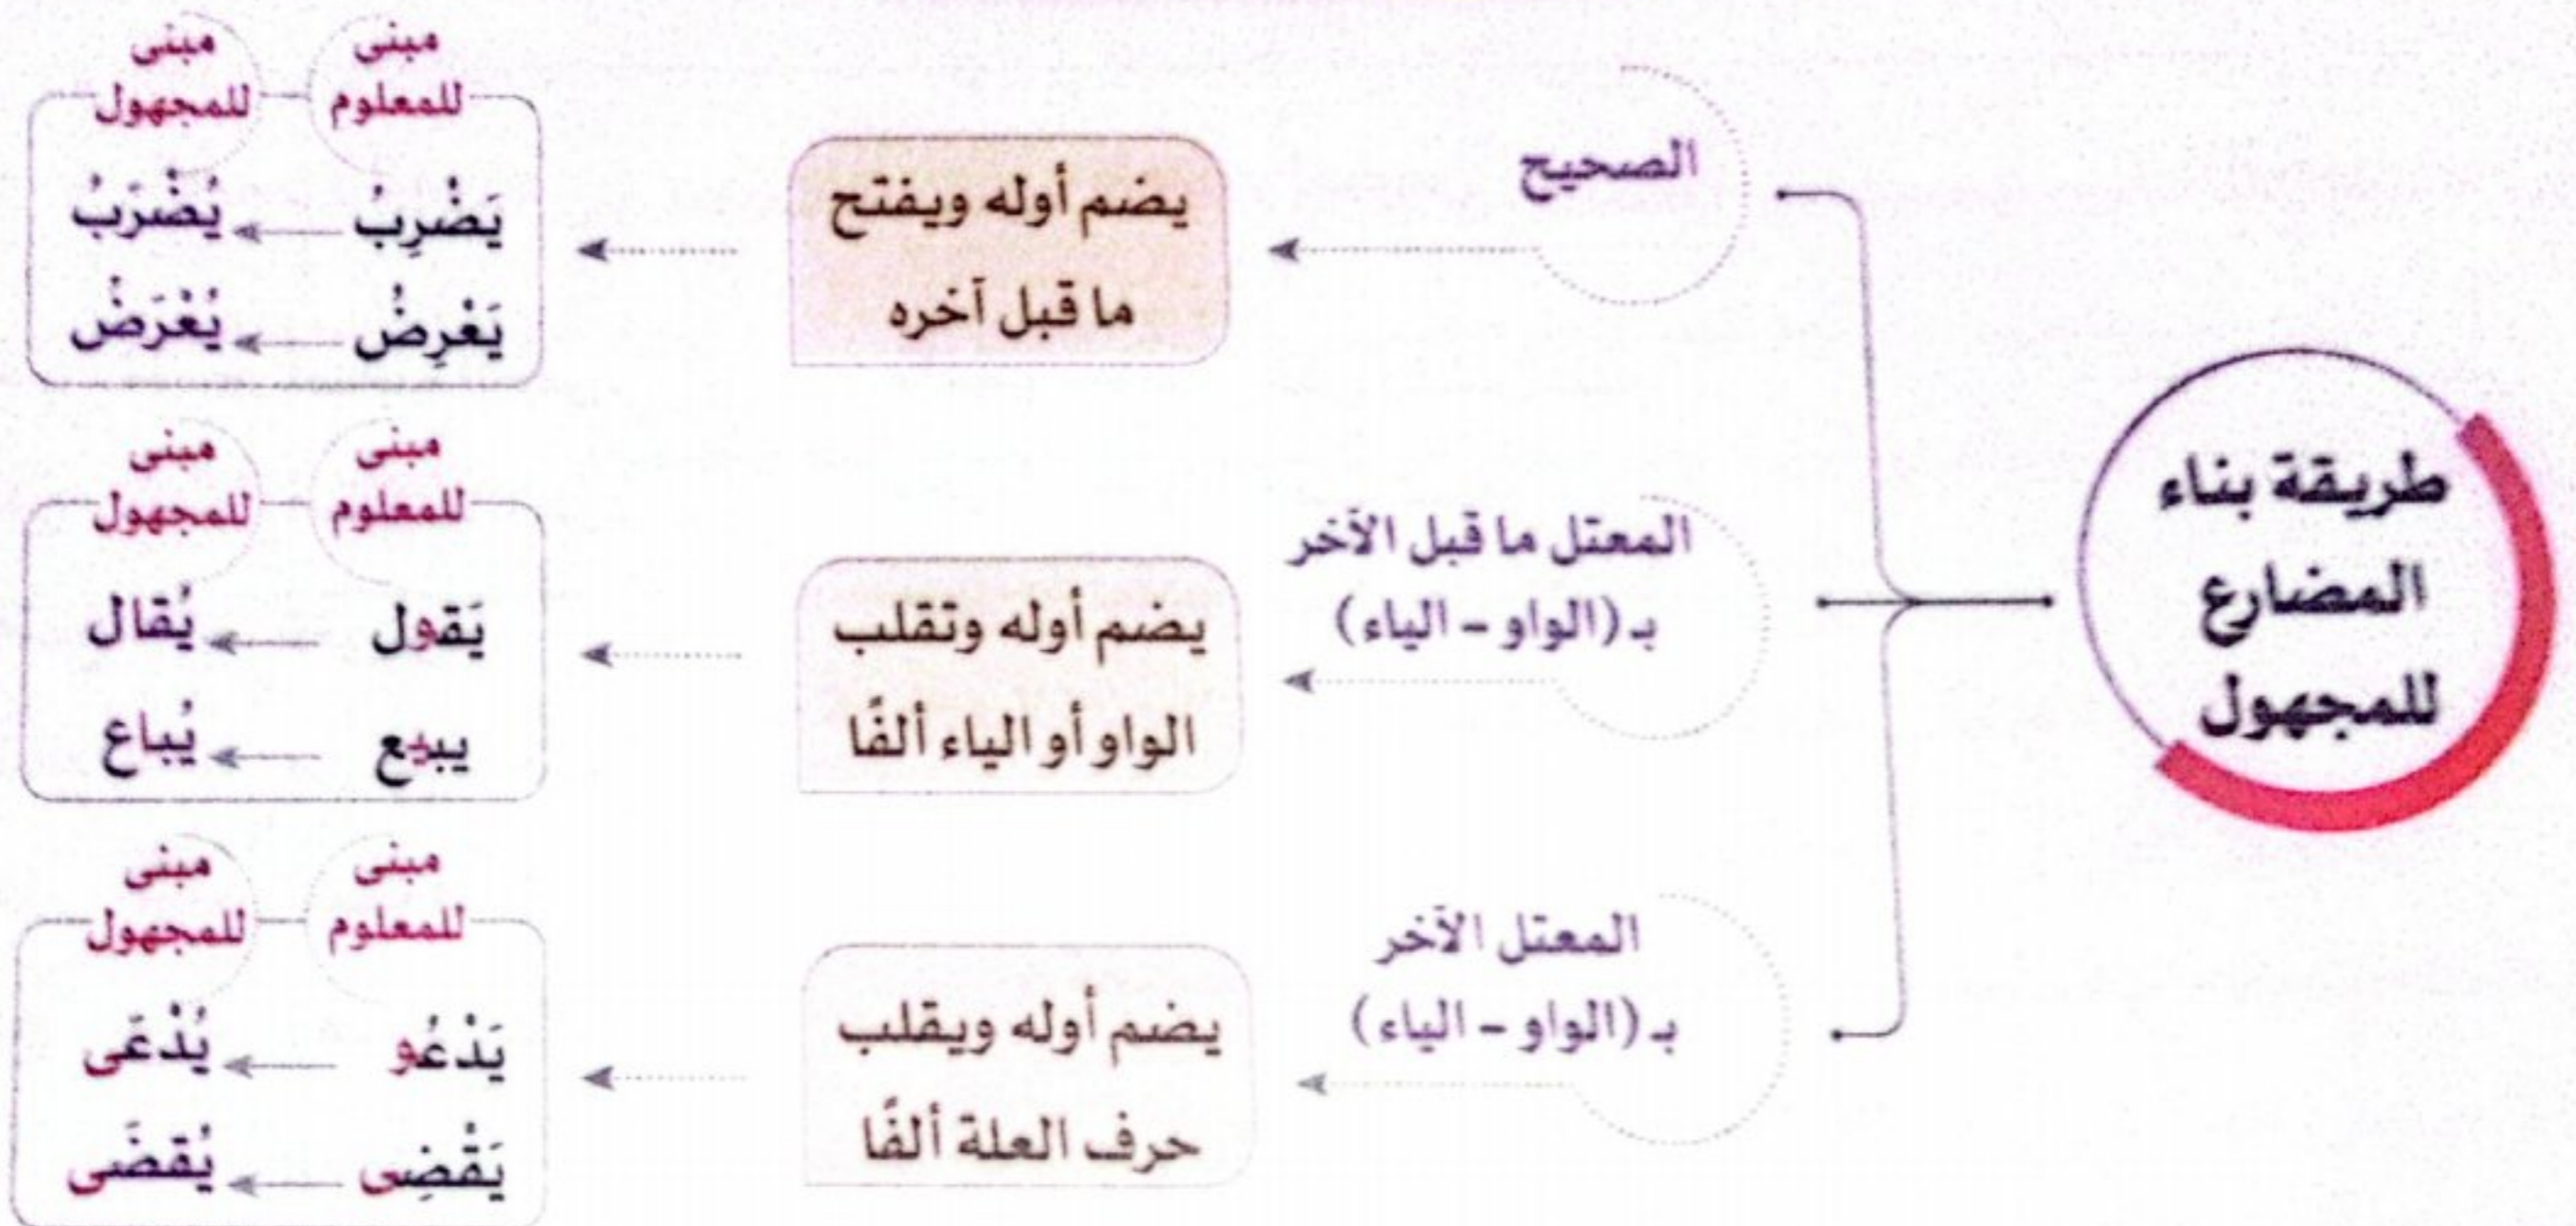 طريقة بناء
المضارع
للمجهول
الصحيح
يضم أوله ويفتح
ما قبل آخره
مبنى
للمعلوم
مبنى
للمجهول
يَضْرِبُ
يُضْرَبُ
يَعْرِضُ
يُعْرَضُ
المعتل ما قبل الآخر
بـ (الواو - الياء)
يضم أوله وتقلب
الواو أو الياء ألفًا
مبنى
للمعلوم
مبنى
للمجهول
يَقول
يُقال
يبيع
يُباع
المعتل الآخر
بـ (الواو - الياء)
يضم أوله ويقلب
حرف العلة ألفًا
مبنى
للمعلوم
مبنى
للمجهول
يَدْعُو
يُدْعَى
يَقْضِى
يُقضَى